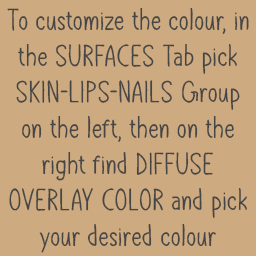 To customize the colour, in
the SURFACES Tab pick
SKIN-LIPS-NAILS Group
on the left, then on the
right find DIFFUSE
OVERLAY COLOR and pick
your desired colour